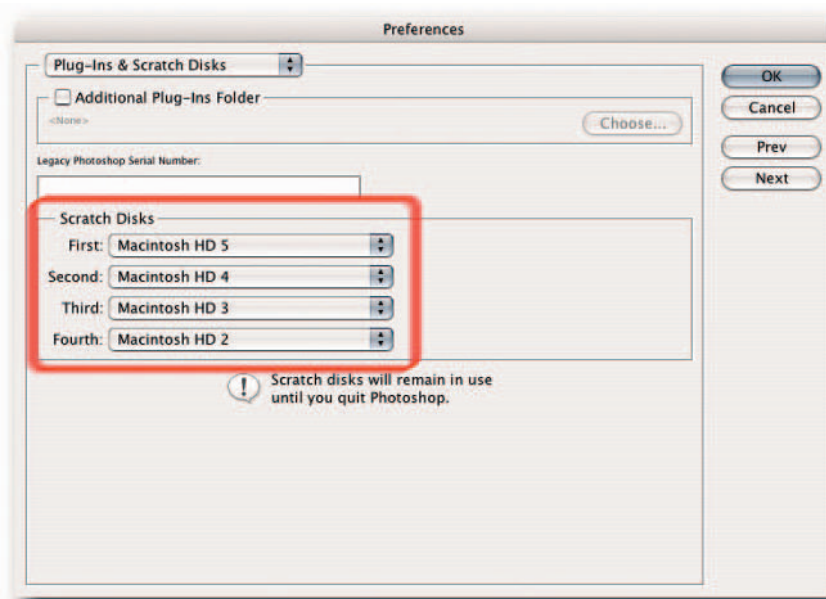 Preferences
Plug-Ins & Scratch Disks
OK
Additional Plug-Ins Folder
Cancel
<None>
Choose...
Prev
Legacy Photoshop Serial Number:
Next
Scratch Disks
First: Macintosh HD 5
Second: Macintosh HD 4
Third: Macintosh HD 3
Fourth: Macintosh HD 2
Scratch disks will remain in use
until you quit Photoshop.